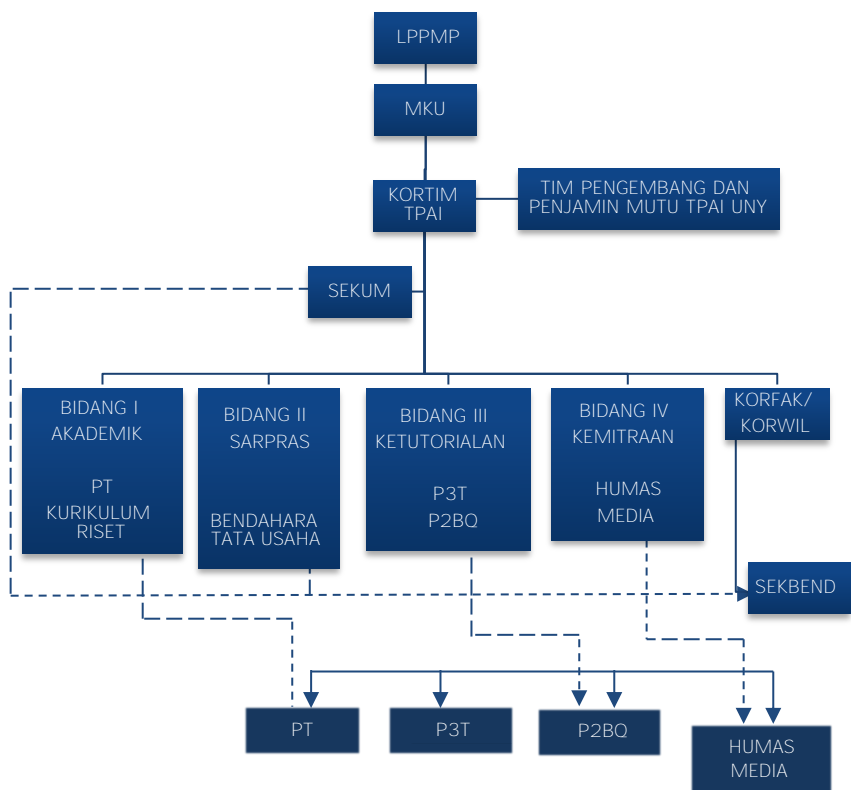 LPPMP
MKU
KORTIM
TPAI
TIM PENGEMBANG DAN
PENJAMIN MUTU TPAI UNY
SEKUM
BIDANG I
AKADEMIK
PT
KURIKULUM
RISET
BIDANG II
SARPRAS
BENDAHARA
TATA USAHA
BIDANG III
KETUTORIALAN
P3T
P2BQ
BIDANG IV
KEMITRAAN
HUMAS
MEDIA
KORFAK/
KORWIL
SEKBEND
PT
P3T
P2BQ
HUMAS
MEDIA